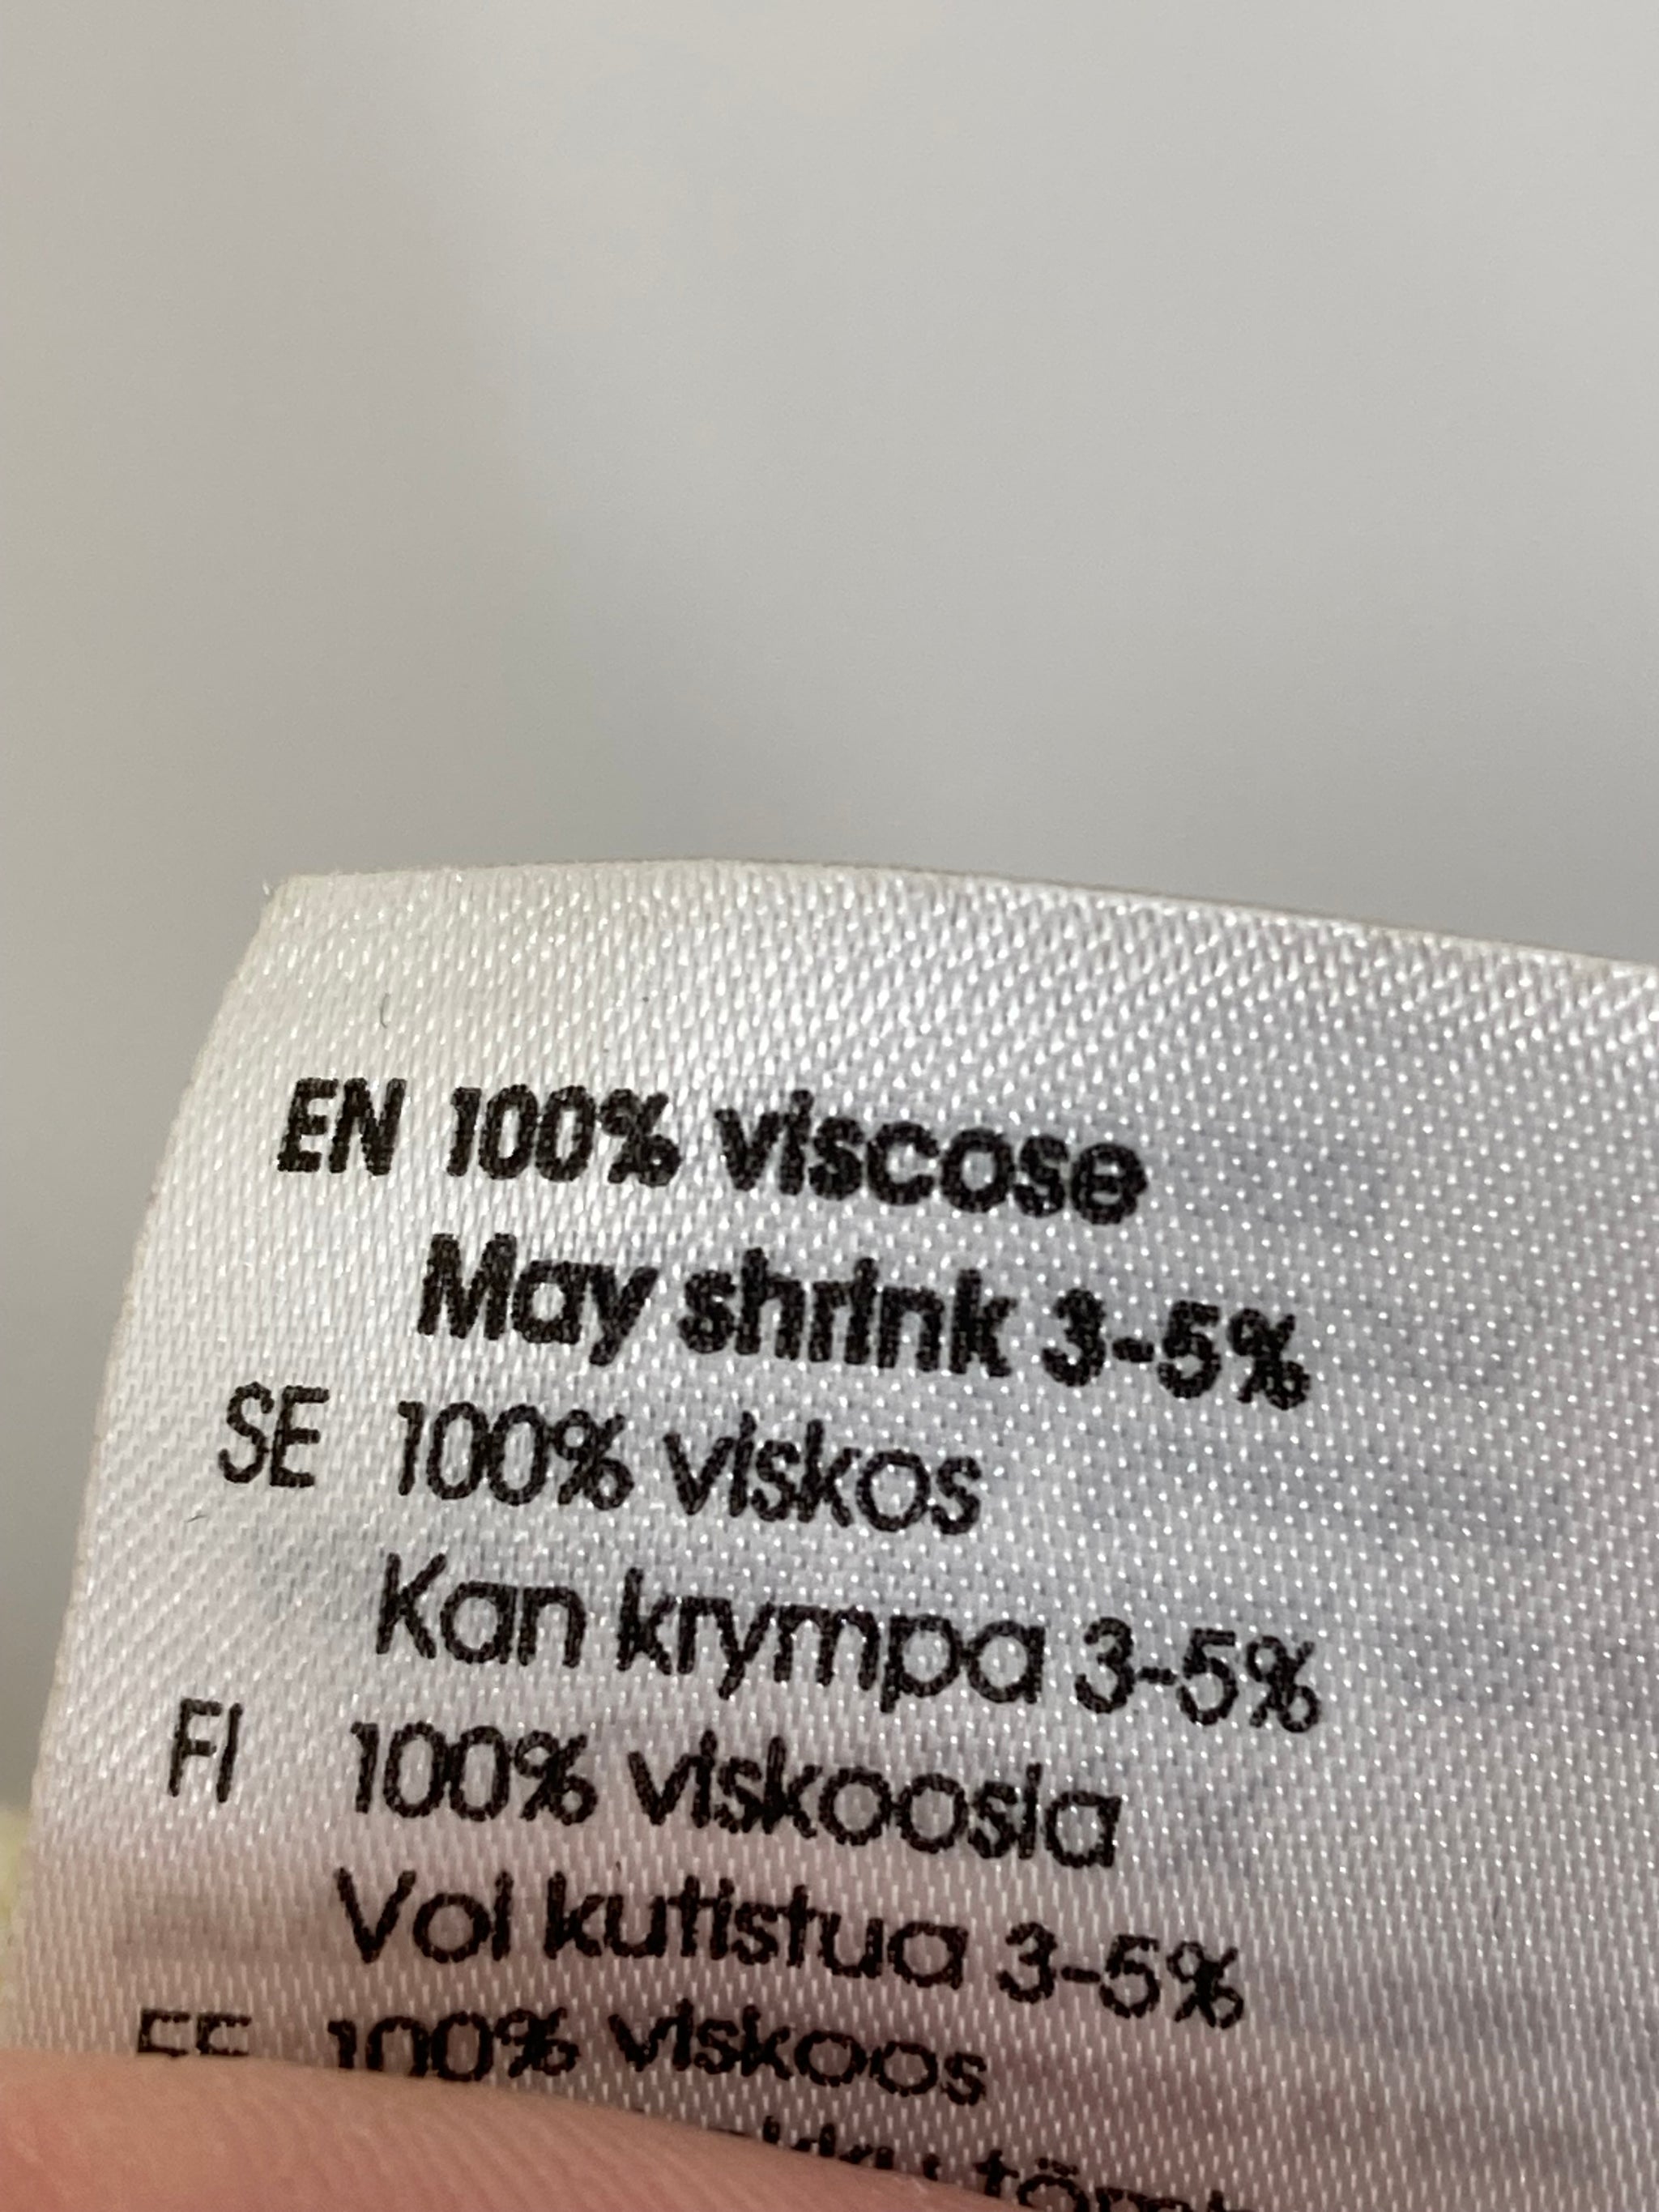 EN 100% viscose
May shrink 3-5%
SE 100% viskos
Kan krympa 3-5%
FI 100% viskoosia
Voi kutistua 3-5%
EE 100% viskoos